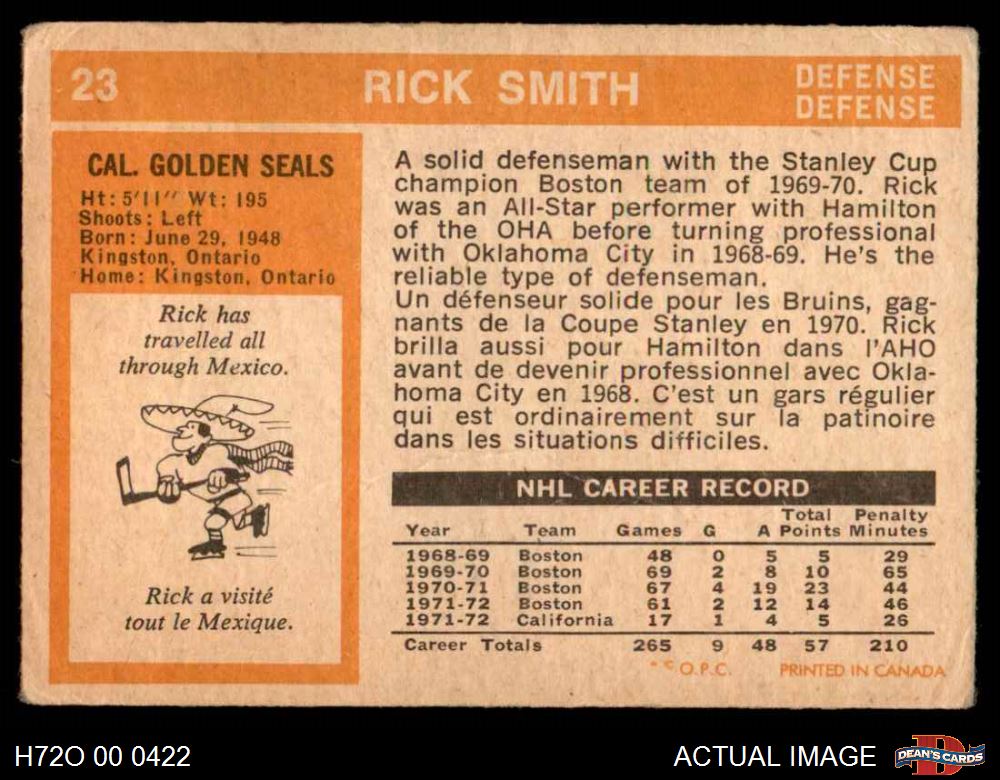 23 RICK SMITH DEFENSE
DEFENSE
CAL. GOLDEN SEALS
Ht: 5'11" Wt: 195
Shoots: Left
Born: June 29, 1948
Kingston, Ontario
Home: Kingston, Ontario
Rick has
travelled all
through Mexico.
Rick a visité
tout le Mexique.
A solid defenseman with the Stanley Cup
champion Boston team of 1969-70. Rick
was an All-Star performer with Hamilton
of the OHA before turning professional
with Oklahoma City in 1968-69. He's the
reliable type of defenseman.
Un défenseur solide pour les Bruins, gag-
nants de la Coupe Stanley en 1970. Rick
brilla aussi pour Hamilton dans l'AHO
avant de devenir professionnel avec Okla-
homa City en 1968. C'est un gars régulier
qui est ordinairement sur la patinoire
dans les situations difficiles.
NHL CAREER RECORD
Year Team Games G A Total Points Penalty Minutes
1968-69 Boston 48 0 5 5 29
1969-70 Boston 69 2 8 10 65
1970-71 Boston 67 4 19 23 44
1971-72 Boston 61 2 12 14 46
1971-72 California 17 1 4 5 26
Career Totals 265 9 48 57 210
* © O.P.C. PRINTED IN CANADA
H72O 00 0422 ACTUAL IMAGE D DEAN'S CARDS